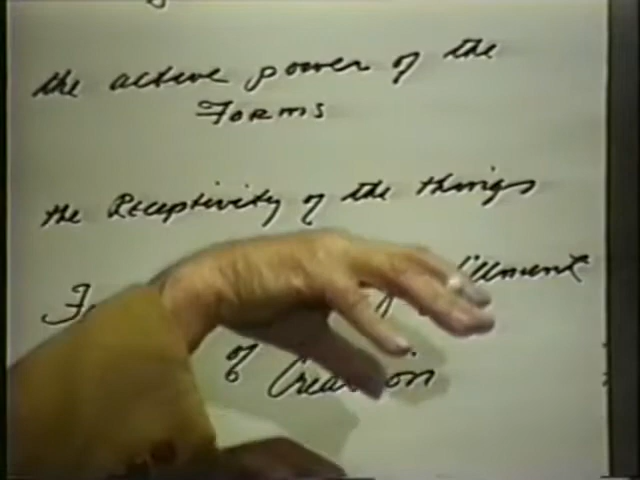 the active power of the
Forms
the Receptivity of the things
of Creation